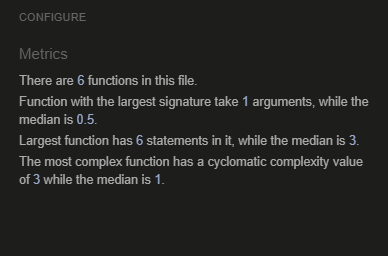 CONFIGURE
Metrics
There are 6 functions in this file.
Function with the largest signature take 1 arguments, while the
median is 0.5.
Largest function has 6 statements in it, while the median is 3.
The most complex function has a cyclomatic complexity value
of 3 while the median is 1.